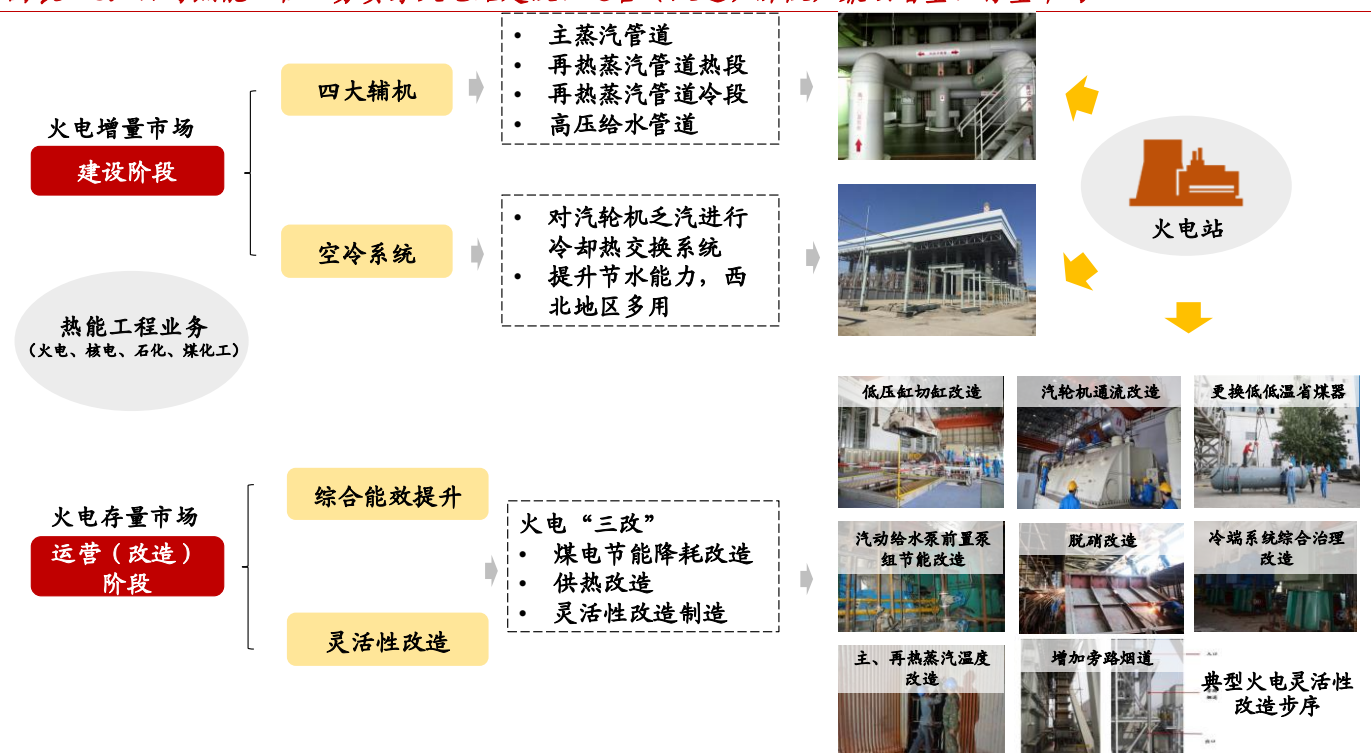 火电增量市场
建设阶段
四大辅机
• 主蒸汽管道
• 再热蒸汽管道热段
• 再热蒸汽管道冷段
• 高压给水管道
空冷系统
• 对汽轮机乏汽进行
冷却热交换系统
• 提升节水能力，西
北地区多用
火电站
热能工程业务
（火电、核电、石化、煤化工）
火电存量市场
运营（改造）
阶段
综合能效提升
灵活性改造
火电“三改”
• 煤电节能降耗改造
• 供热改造
• 灵活性改造制造
低压缸切缸改造
汽轮机通流改造
更换低低温省煤器
汽动给水泵前置泵
组节能改造
脱硝改造
冷端系统综合治理
改造
主、再热蒸汽温度
改造
增加旁路烟道
典型火电灵活性
改造步序